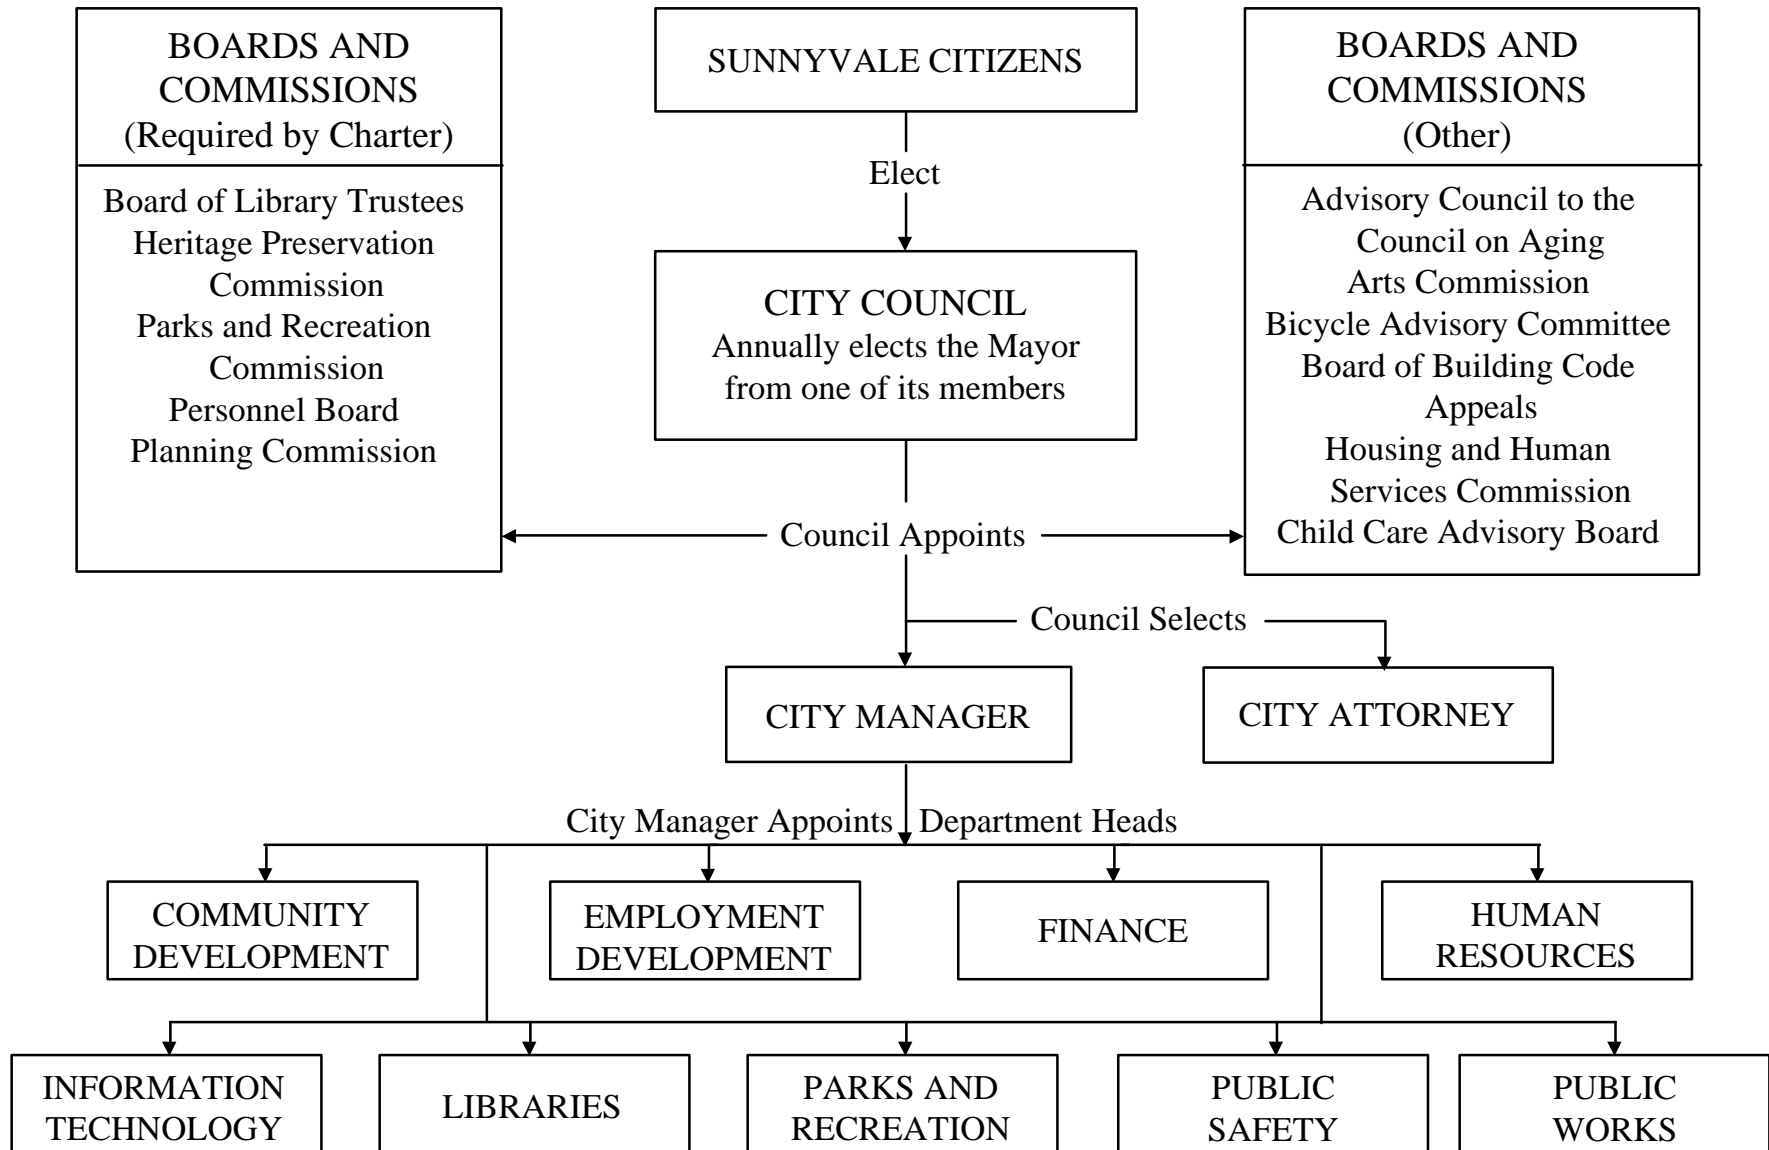 BOARDS AND
COMMISSIONS
(Required by Charter)
Board of Library Trustees
Heritage Preservation
Commission
Parks and Recreation
Commission
Personnel Board
Planning Commission
SUNNYVALE CITIZENS
Elect
CITY COUNCIL
Annually elects the Mayor
from one of its members
BOARDS AND
COMMISSIONS
(Other)
Advisory Council to the
Council on Aging
Arts Commission
Bicycle Advisory Committee
Board of Building Code
Appeals
Housing and Human
Services Commission
Child Care Advisory Board
Council Appoints
Council Selects
CITY MANAGER
CITY ATTORNEY
City Manager Appoints Department Heads
COMMUNITY
DEVELOPMENT
EMPLOYMENT
DEVELOPMENT
FINANCE
HUMAN
RESOURCES
INFORMATION
TECHNOLOGY
LIBRARIES
PARKS AND
RECREATION
PUBLIC
SAFETY
PUBLIC
WORKS